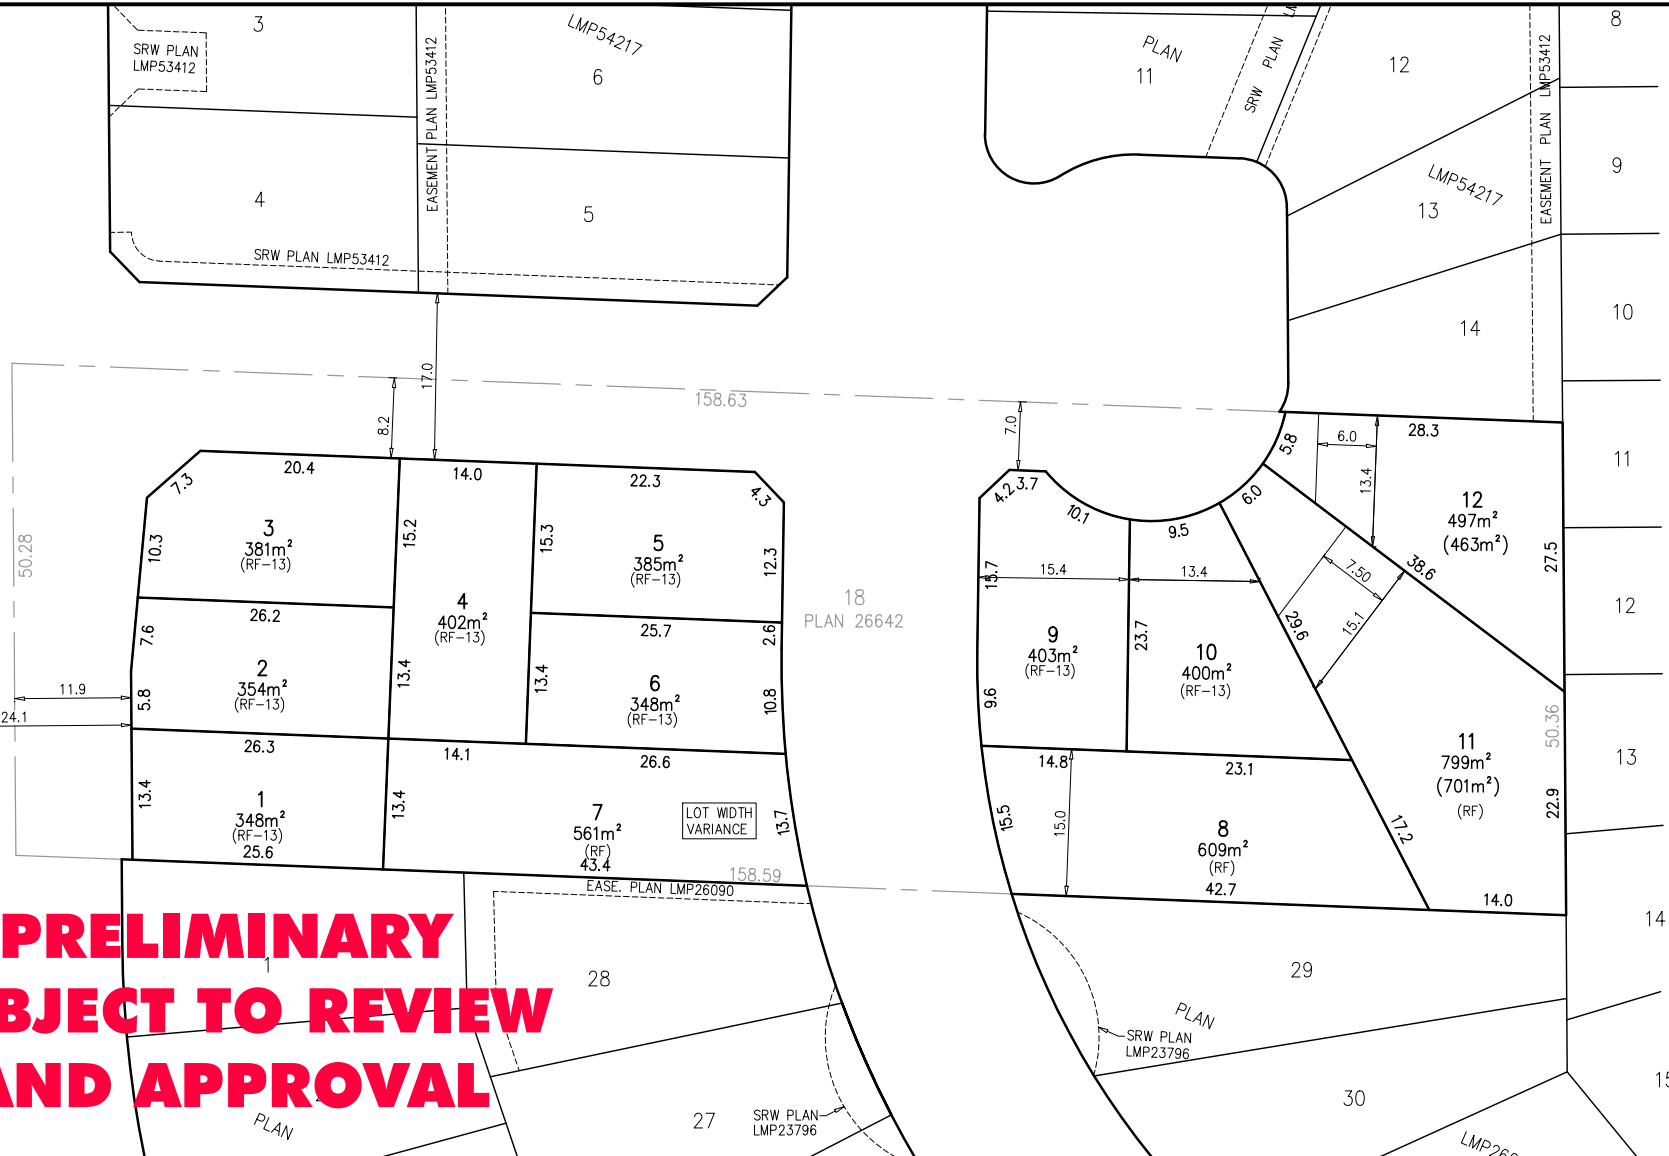 3
SRW PLAN
LMP53412
EASEMENT PLAN LMP53412
LMP54217
6
4
5
SRW PLAN LMP53412
PLAN
11
SRW PLAN
12
EASEMENT PLAN LMP53412
8
9
LMP54217
13
10
14
17.0
8.2
158.63
7.0
50.28
11.9
24.1
7.3
20.4
10.3
3
381m²
(RF-13)
15.2
26.2
7.6
2
354m²
(RF-13)
5.8
13.4
26.3
13.4
1
348m²
(RF-13)
25.6
13.4
14.0
4
402m²
(RF-13)
14.1
15.3
22.3
4.3
5
385m²
(RF-13)
12.3
25.7
2.6
13.4
6
348m²
(RF-13)
10.8
26.6
7
561m²
(RF)
43.4
LOT WIDTH
VARIANCE
13.7
158.59
EASE. PLAN LMP26090
18
PLAN 26642
4.2
3.7
10.1
9.5
6.0
5.8
15.7
15.4
13.4
9
403m²
(RF-13)
9.6
23.7
10
400m²
(RF-13)
29.6
14.8
23.1
15.5
15.0
8
609m²
(RF)
42.7
17.2
6.0
13.4
28.3
12
497m²
(463m²)
27.5
38.6
7.50
15.1
11
799m²
(701m²)
(RF)
50.36
22.9
14.0
11
12
13
14
PRELIMINARY
BJECT TO REVIEW
AND APPROVAL
1
PLAN
28
27
SRW PLAN
LMP23796
29
PLAN
SRW PLAN
LMP23796
30